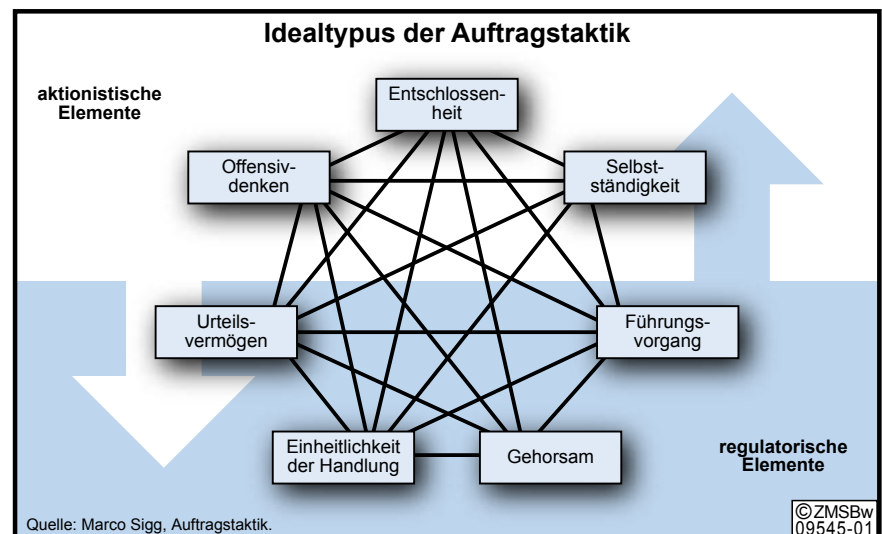 Idealtypus der Auftragstaktik
aktionistische
Elemente
Entschlossen-
heit
Offensiv-
denken
Selbst-
ständigkeit
Urteils-
vermögen
Führungs-
vorgang
Einheitlichkeit
der Handlung
Gehorsam
regulatorische
Elemente
Quelle: Marco Sigg, Auftragstaktik.
©ZMSBw
09545-01